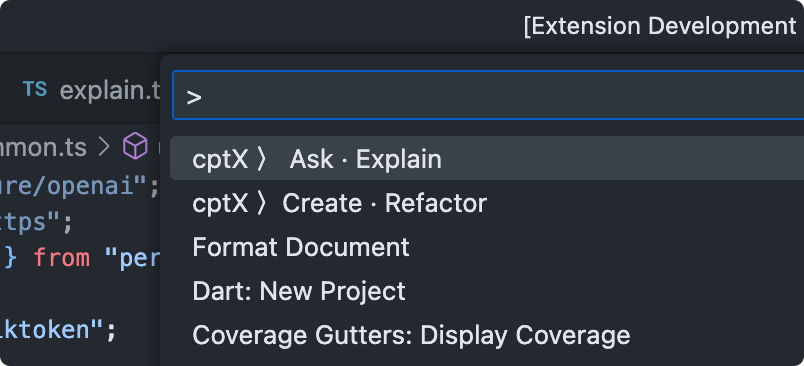 [Extension Development
TS explain.t
>
mmon.ts >
cptX 〉 Ask · Explain
ure/openai";
cptX 〉 Create · Refactor
ttps";
Format Document
} from "per
Dart: New Project
ktoken";
Coverage Gutters: Display Coverage